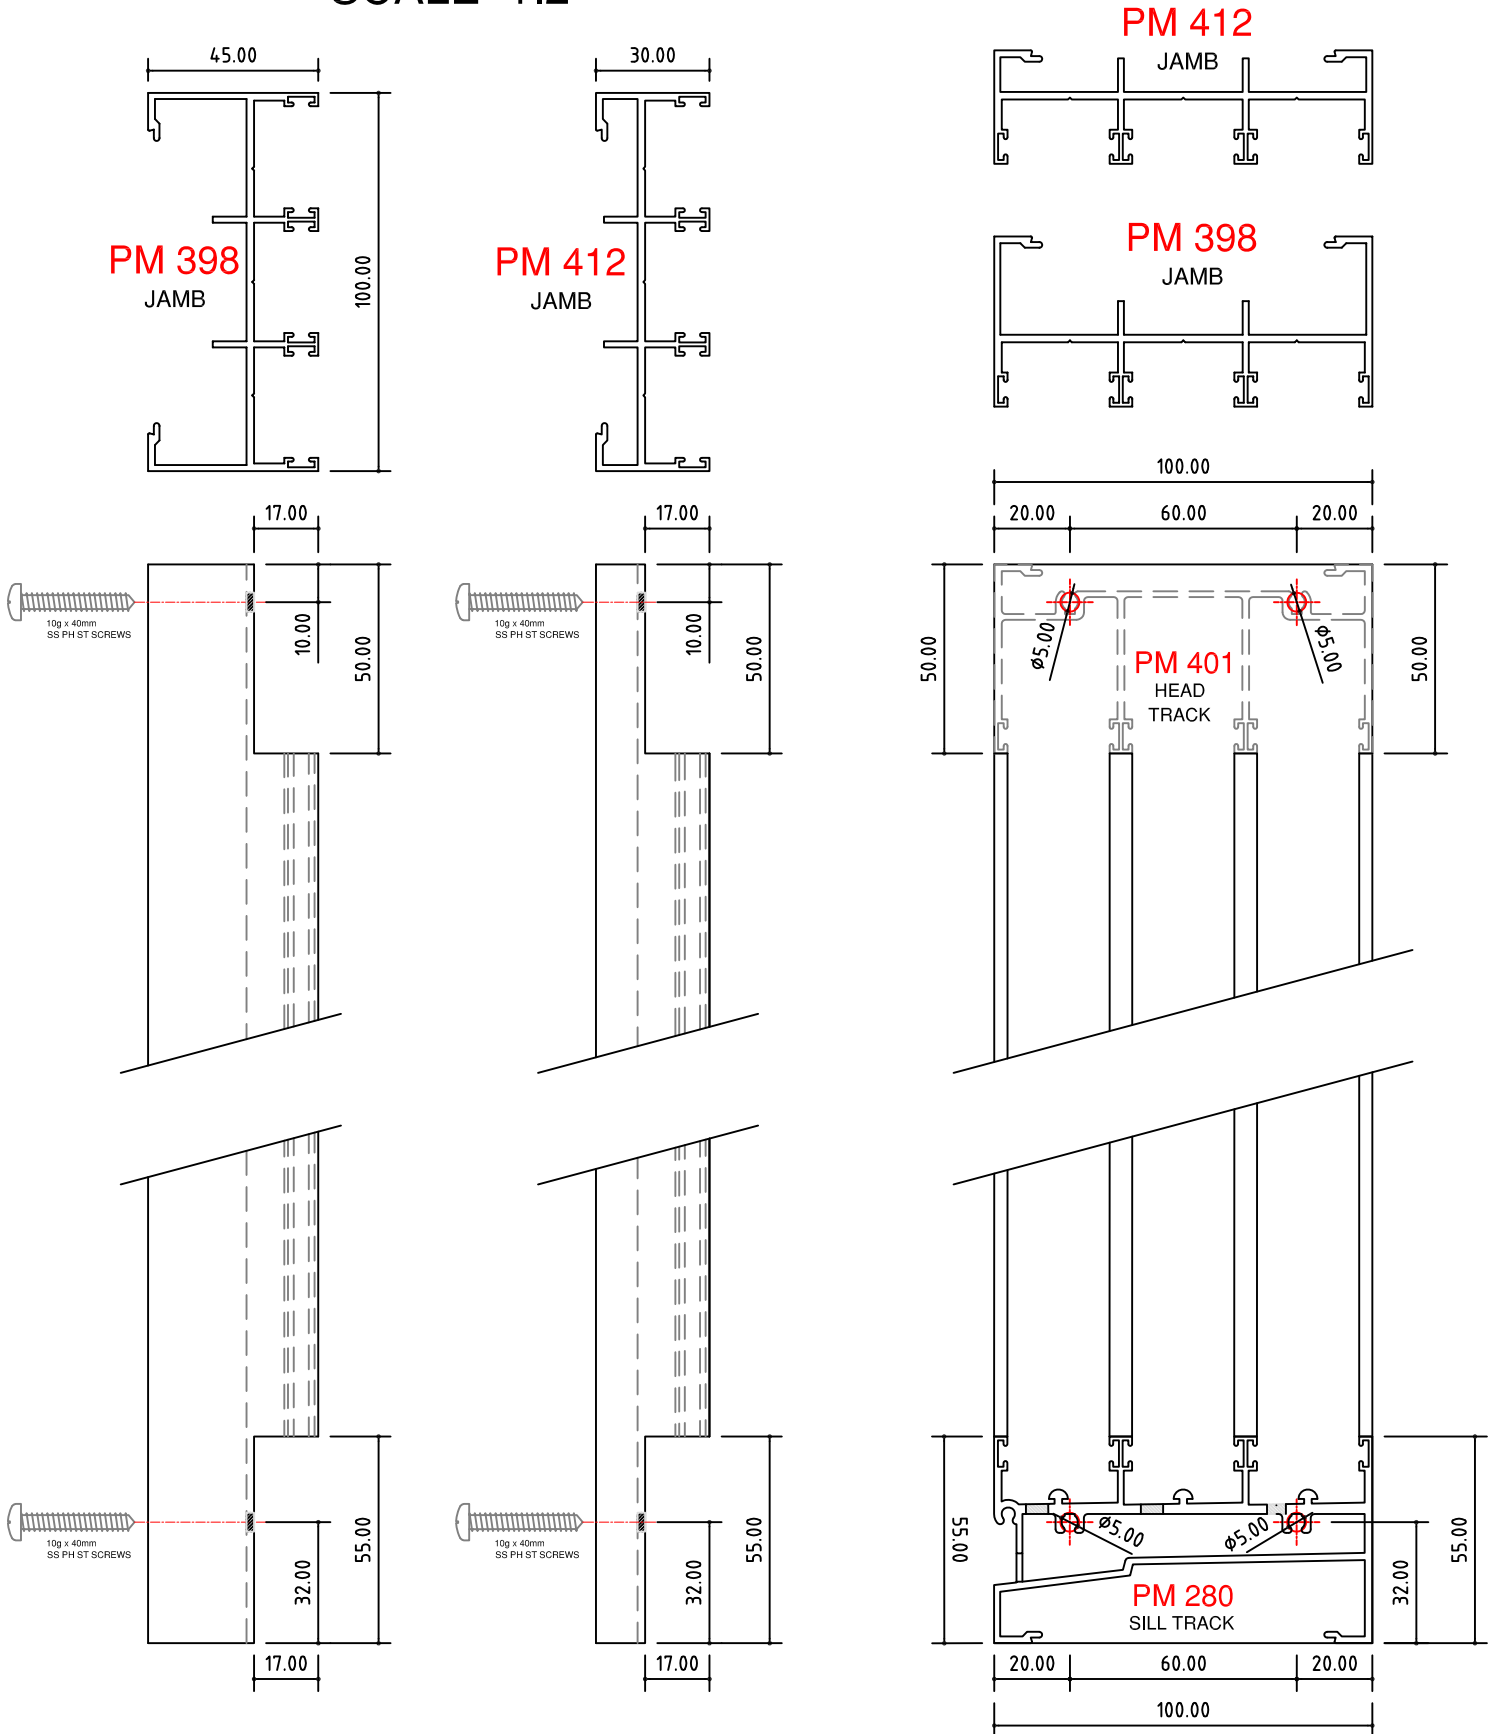 PM 412
JAMB
45.00
30.00
PM 398
JAMB
100.00
PM 412
JAMB
PM 398
JAMB
100.00
17.00
17.00
20.00
60.00
20.00
10g x 40mm
SS PH ST SCREWS
10.00
50.00
10g x 40mm
SS PH ST SCREWS
10.00
50.00
50.00
ø5.00
PM 401
HEAD
TRACK
ø5.00
50.00
10g x 40mm
SS PH ST SCREWS
32.00
55.00
10g x 40mm
SS PH ST SCREWS
32.00
55.00
55.00
ø5.00
ø5.00
32.00
55.00
PM 280
SILL TRACK
17.00
17.00
20.00
60.00
20.00
100.00